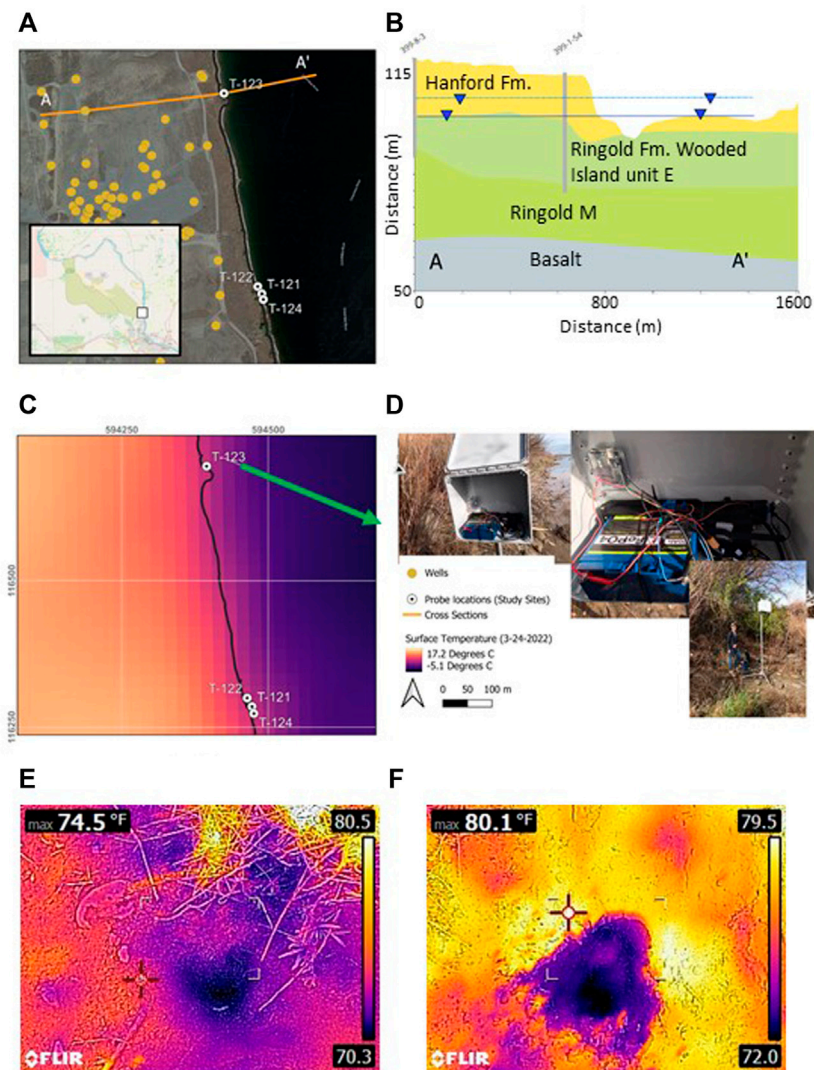 A
A
T-123
A'
T-122
T-121
T-124
B
399-8-3
399-1-54
115
Hanford Fm.
Ringold Fm. Wooded
Island unit E
Ringold M
A
Basalt
A'
50
0
800
1600
Distance (m)
Distance (m)
C
594250
594500
T-123
116500
T-122
T-121
T-124
116250
D
LiFePO4
Wells
Probe locations (Study Sites)
Cross Sections
Surface Temperature (3-24-2022)
17.2 Degrees C
-5.1 Degrees C
0 50 100 m
E
max 74.5 °F
80.5
70.3
FLIR
F
max 80.1 °F
79.5
72.0
FLIR